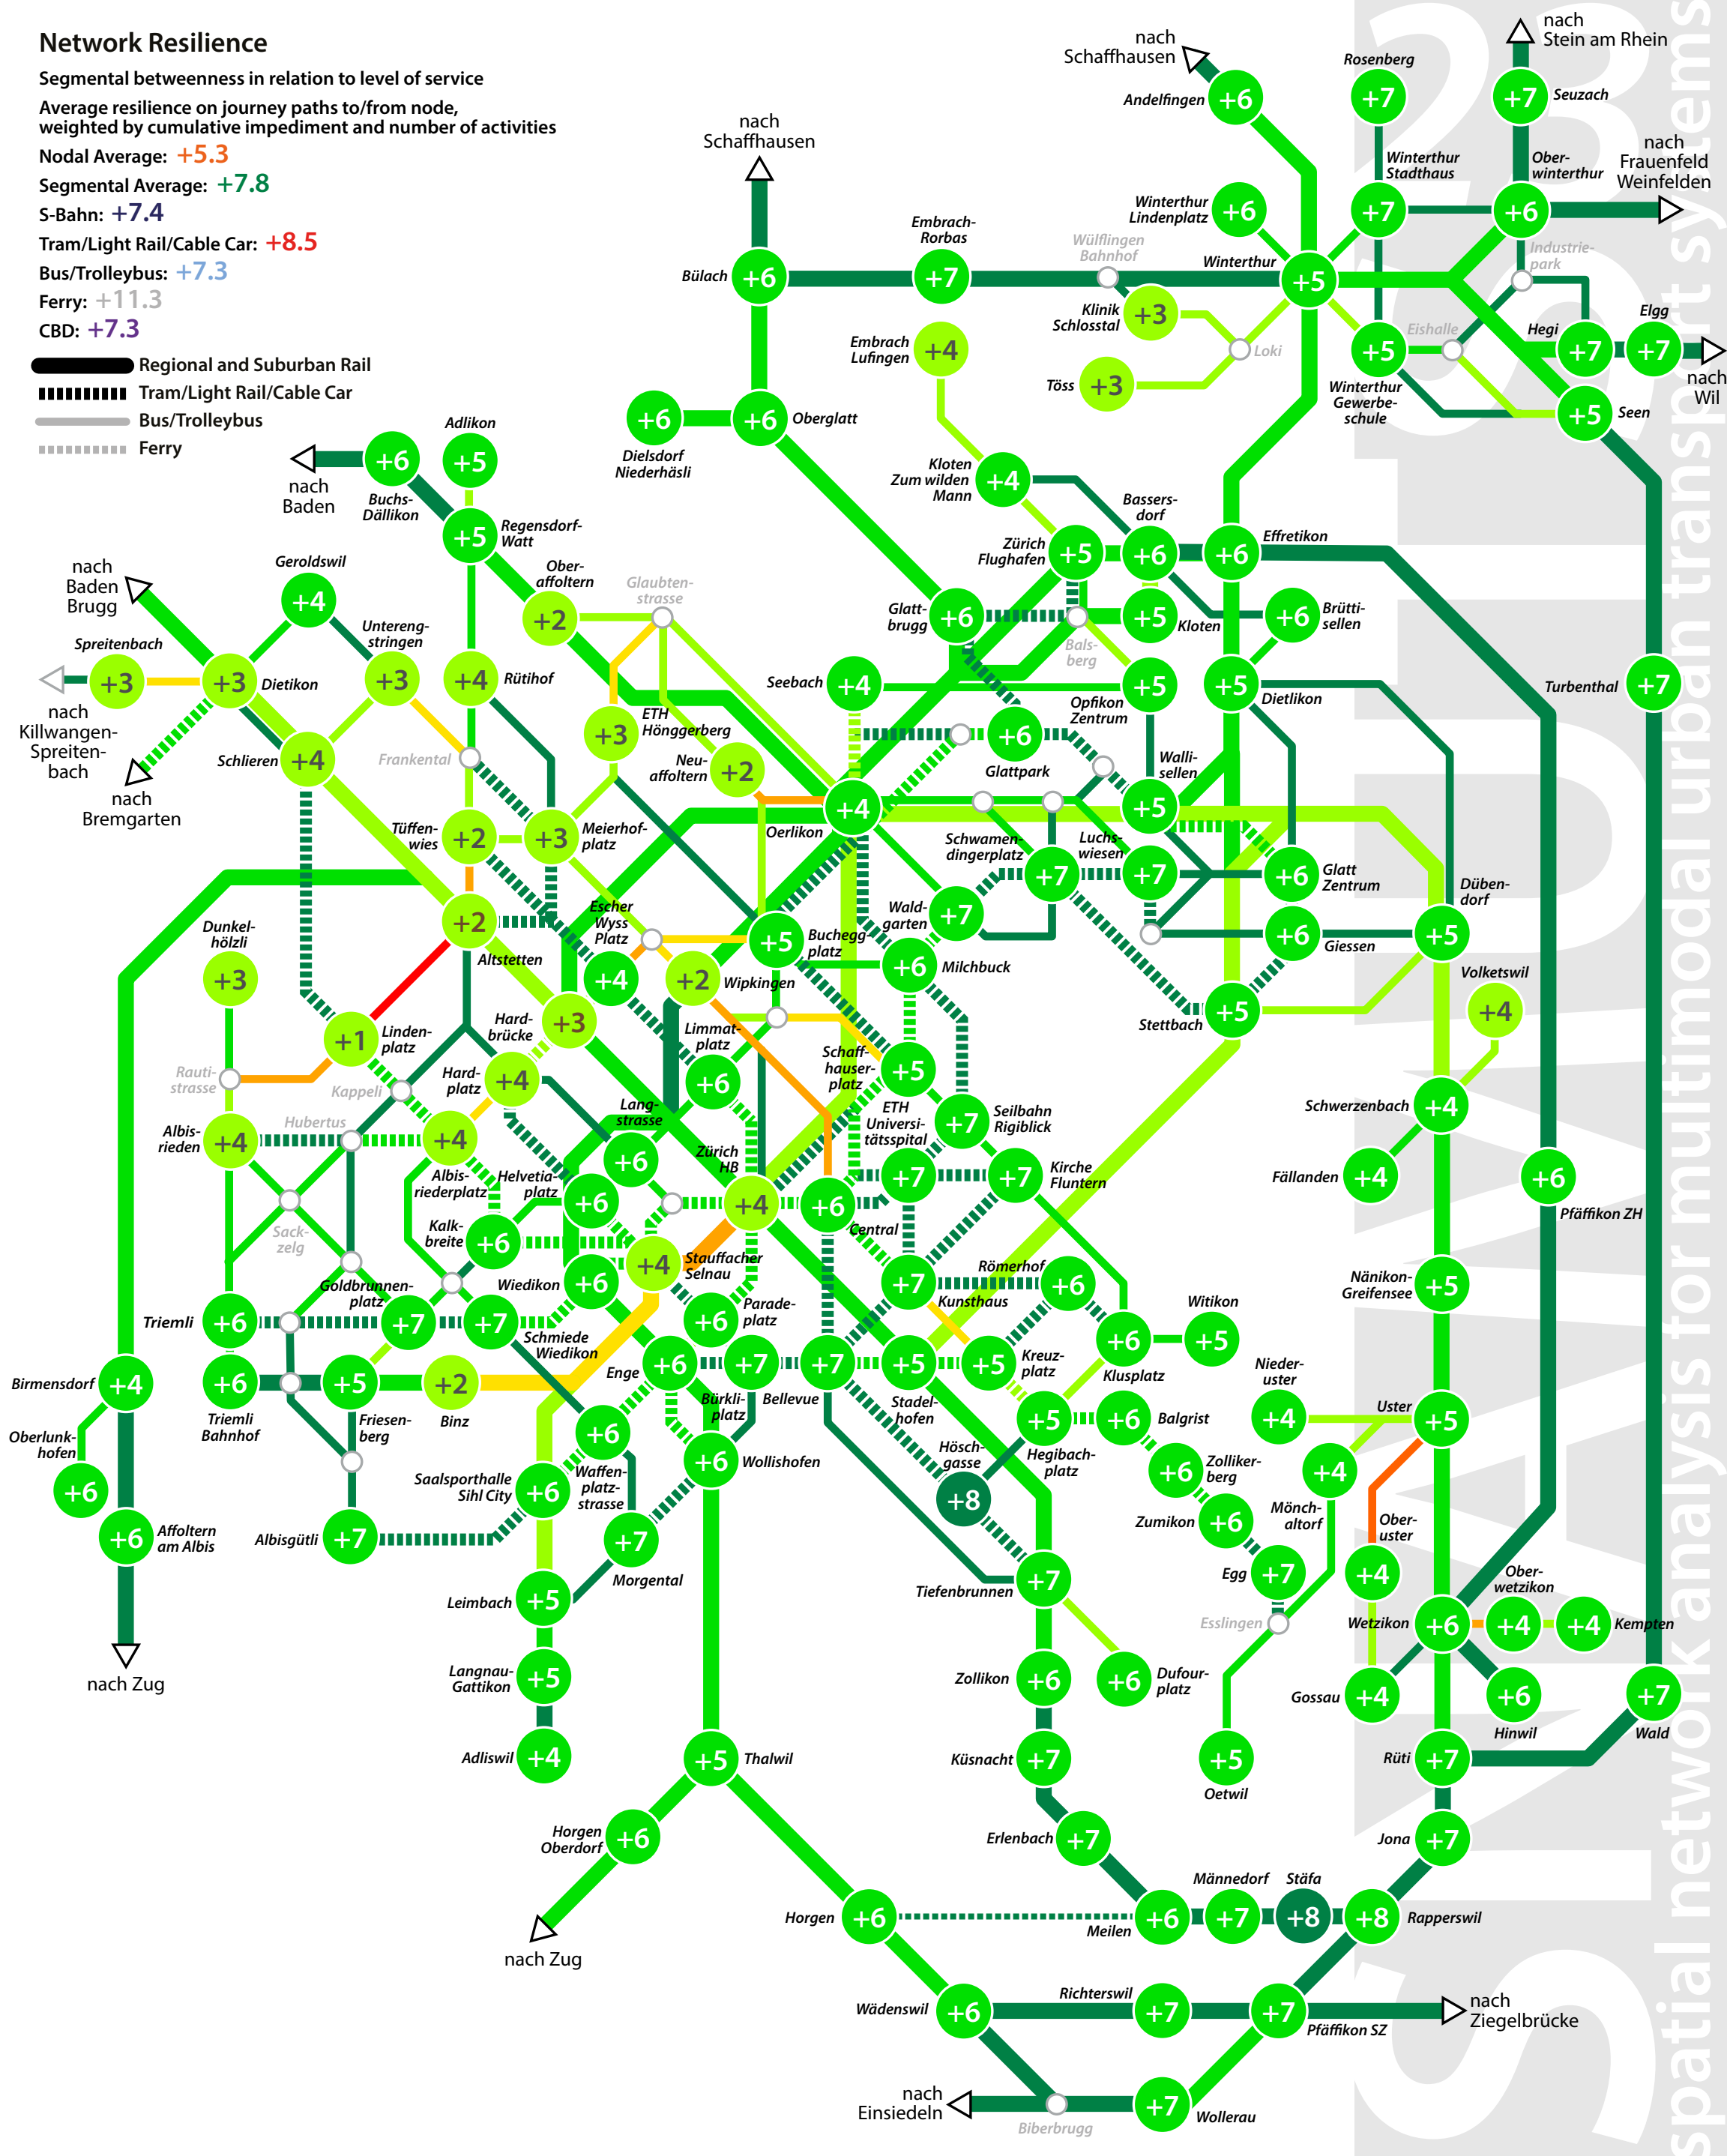 Network Resilience
Segmental betweenness in relation to level of service
Average resilience on journey paths to/from node,
weighted by cumulative impediment and number of activities
Nodal Average: +5.3
Segmental Average: +7.8
S-Bahn: +7.4
Tram/Light Rail/Cable Car: +8.5
Bus/Trolleybus: +7.3
Ferry: +11.3
CBD: +7.3
Regional and Suburban Rail
Tram/Light Rail/Cable Car
Bus/Trolleybus
Ferry
nach
Schaffhausen
Andelfingen
+6
Rosenberg
+7
nach
Stein am Rhein
+7
Seuzach
nach
Schaffhausen
Winterthur
Stadthaus
+7
Ober-
winterthur
+6
nach
Frauenfeld
Weinfelden
Winterthur
Lindenplatz
+6
Bülach
+6
Embrach-
Rorbas
+7
Wülflingen
Bahnhof
Winterthur
+5
Industrie-
park
Klinik
Schlosstal
+3
Loki
Töss
+3
Embrach
Lufingen
+4
Eishalle
+5
Winterthur
Gewerbe-
schule
Hegi
+7
Elgg
+7
nach
Wil
+5
Seen
+6
Dielsdorf
Niederhäsli
+6
Oberglatt
Adlikon
+5
+6
Buchs-
Dällikon
nach
Baden
+5
Regensdorf-
Watt
Kloten
Zum wilden
Mann
+4
Zürich
Flughafen
+5
Bassers-
dorf
+6
Effretikon
+6
nach
Baden
Brugg
Geroldswil
+4
Ober-
affoltern
+2
Glaubten-
strasse
Glatt-
brugg
+6
Bals-
berg
+5
Kloten
+6
Brütti-
sellen
Spreitenbach
+3
nach
Killwangen-
Spreiten-
bach
+3
Dietikon
Untereng-
stringen
+3
+4
Rütihof
Seebach
+4
+5
Opfikon
Zentrum
+5
Dietlikon
Turbenthal
+7
nach
Bremgarten
Schlieren
+4
Frankental
+3
ETH
Hönggerberg
Neu-
affoltern
+2
+6
Glattpark
Walli-
sellen
+5
+4
Oerlikon
Tüffen-
wies
+2
+3
Meierhof-
platz
Schwamen-
dingerplatz
+7
Luchs-
wiesen
+7
+6
Glatt
Zentrum
Düben-
dorf
+5
Dunkel-
hölzli
+3
+2
Altstetten
Escher
Wyss
Platz
+4
+5
Buchegg-
platz
Wald-
garten
+7
+6
Giessen
+2
Wipkingen
+6
Milchbuck
Volketswil
+4
Stettbach
+5
+1
Linden-
platz
Hard-
brücke
+3
Rauti-
strasse
Kappeli
Hard-
platz
+4
Limmat-
platz
+6
Schaff-
hauser-
platz
+5
Schwerzenbach
+4
Hubertus
Albis-
rieden
+4
+4
Albis-
riederplatz
Lang-
strasse
+6
ETH
Universi-
tätsspital
+7
+7
Seilbahn
Rigiblick
Zürich
HB
+4
+7
Kirche
Fluntern
Fällanden
+4
+6
Pfäffikon ZH
Sack-
zelg
Helvetia-
platz
+6
+6
Central
Kalk-
breite
+6
+4
Stauffacher
Selnau
Goldbrunnen-
platz
+7
Wiedikon
+6
+7
Kunsthaus
Römerhof
+6
Nänikon-
Greifensee
+5
Triemli
+6
+7
Schmiede
Wiedikon
+6
Parade-
platz
+6
Klusplatz
Witikon
+5
Birmensdorf
+4
+6
Triemli
Bahnhof
+5
Friesen-
berg
+2
Binz
Enge
+6
+7
Bürkli-
platz
+7
Bellevue
+5
Stadel-
hofen
+5
Kreuz-
platz
Nieder-
uster
+4
Uster
+5
Oberlunk-
hofen
+6
+6
Waffen-
platz-
strasse
+5
Hegibach-
platz
+6
Balgrist
+6
Wollishofen
Hösch-
gasse
+8
+6
Zolliker-
berg
+4
Mönch-
altorf
Saalsporthalle
Sihl City
+6
+6
Affoltern
am Albis
Albisgütli
+7
+7
Morgental
Zumikon
+6
Ober-
uster
+4
Egg
+7
Leimbach
+5
Tiefenbrunnen
+7
Esslingen
Wetzikon
+6
Ober-
wetzikon
+4
+4
Kempten
nach Zug
Langnau-
Gattikon
+5
Zollikon
+6
+6
Dufour-
platz
Gossau
+4
+6
Hinwil
+7
Wald
Adliswil
+4
+5
Thalwil
Küsnacht
+7
+5
Oetwil
Rüti
+7
Horgen
Oberdorf
+6
Erlenbach
+7
Jona
+7
nach Zug
Horgen
+6
Meilen
+6
Männedorf
+7
Stäfa
+8
+8
Rapperswil
Wädenswil
+6
Richterswil
+7
+7
Pfäffikon SZ
nach
Ziegelbrücke
nach
Einsiedeln
Biberbrugg
+7
Wollerau
spatial network analysis for multimodal urban transport systems